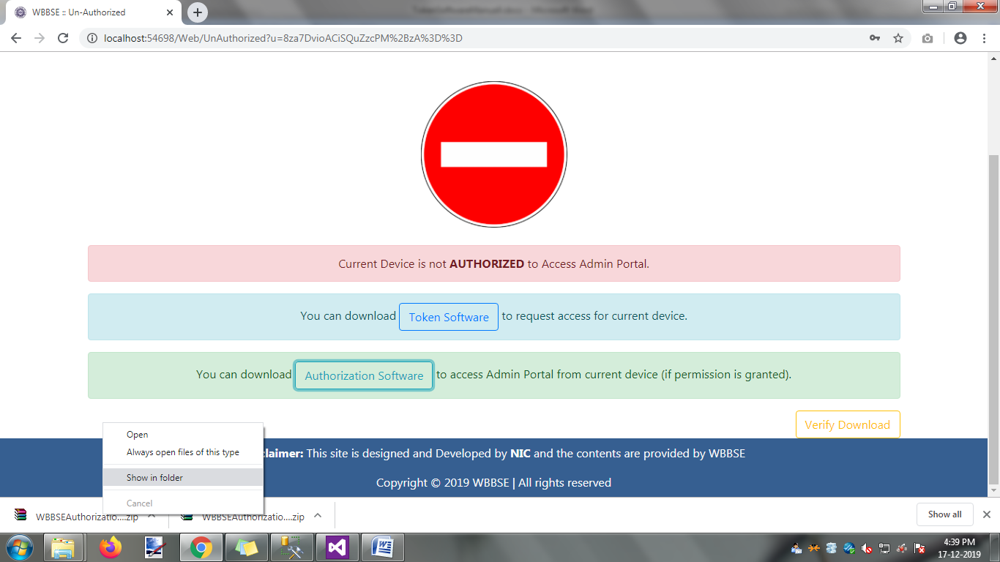 WBBSE :: Un-Authorized
localhost:54698/Web/UnAuthorized?u=8za7DvioACiSQuZzcPM%2BzA%3D%3D
Current Device is not AUTHORIZED to Access Admin Portal.
You can download Token Software to request access for current device.
You can download Authorization Software to access Admin Portal from current device (if permission is granted).
Verify Download
Open
Always open files of this type
Show in folder
Cancel
claimer: This site is designed and Developed by NIC and the contents are provided by WBBSE
Copyright © 2019 WBBSE | All rights reserved
WBBSEAuthorizatio....zip
WBBSEAuthorizatio....zip
Show all
4:39 PM
17-12-2019